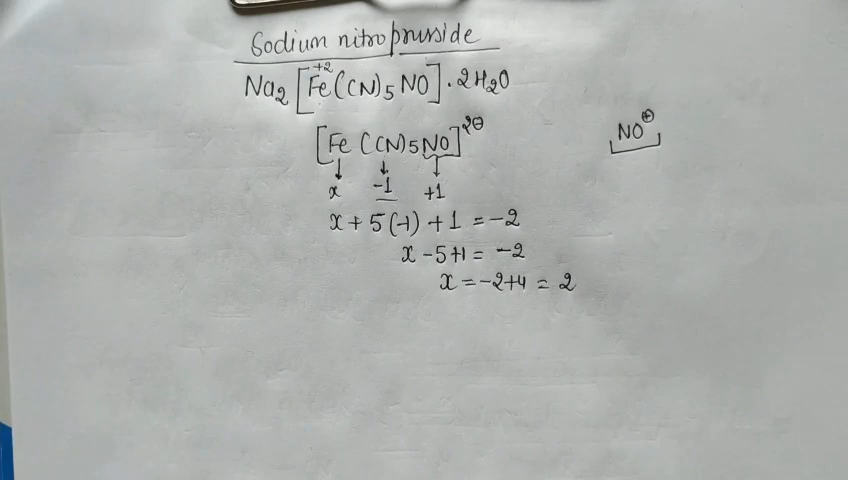 Sodium nitroprusside
+2
Na₂[Fe(CN)₅NO]·2H₂O
[Fe(CN)5NO]²⊖
NO⊕
↓ ↓ ↓
x -1 +1
x + 5(-1) + 1 = -2
x - 5 + 1 = -2
x = -2+4 = 2